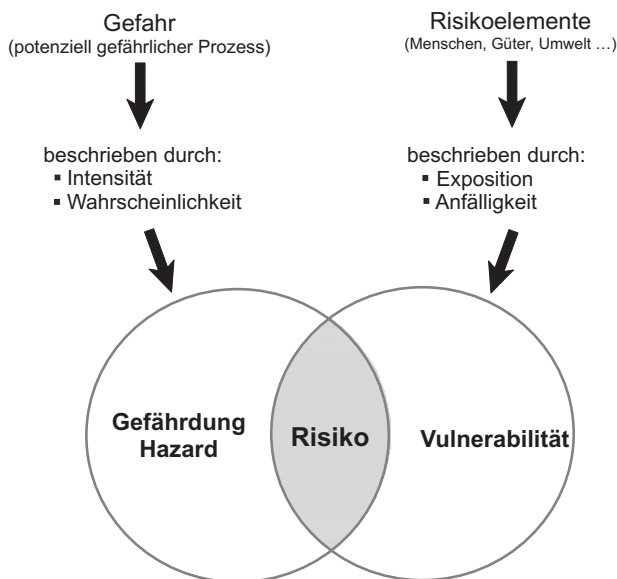 Gefahr
(potenziell gefährlicher Prozess)
beschrieben durch:
▪ Intensität
▪ Wahrscheinlichkeit
Risikoelemente
(Menschen, Güter, Umwelt ...)
beschrieben durch:
▪ Exposition
▪ Anfälligkeit
Gefährdung
Hazard
Risiko
Vulnerabilität